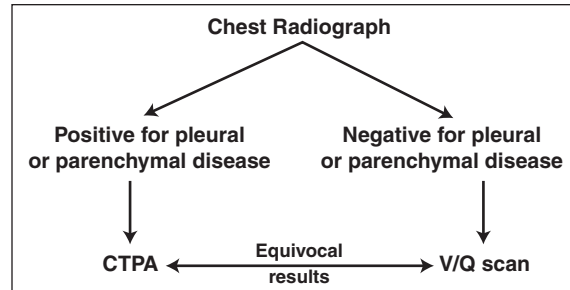 Chest Radiograph
Positive for pleural
or parenchymal disease
Negative for pleural
or parenchymal disease
CTPA
Equivocal
results
V/Q scan